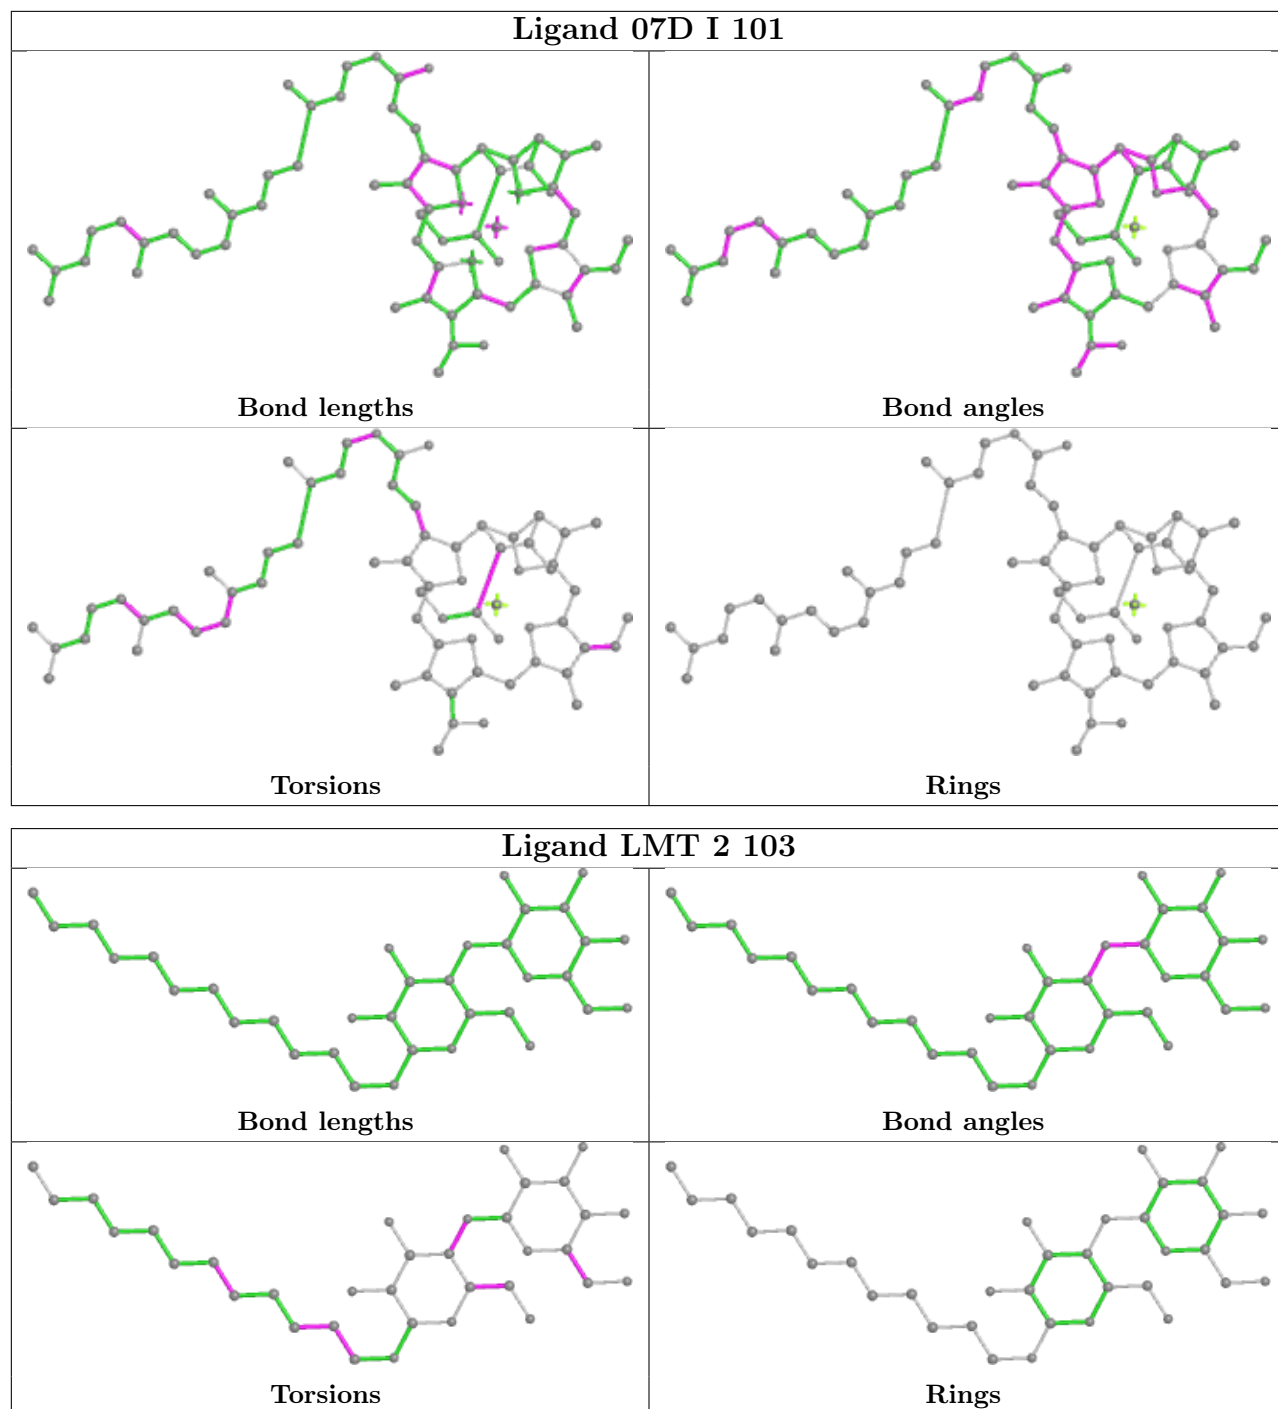 Ligand 07D I 101
Bond lengths
Bond angles
Torsions
Rings
Ligand LMT 2 103
Bond lengths
Bond angles
Torsions
Rings